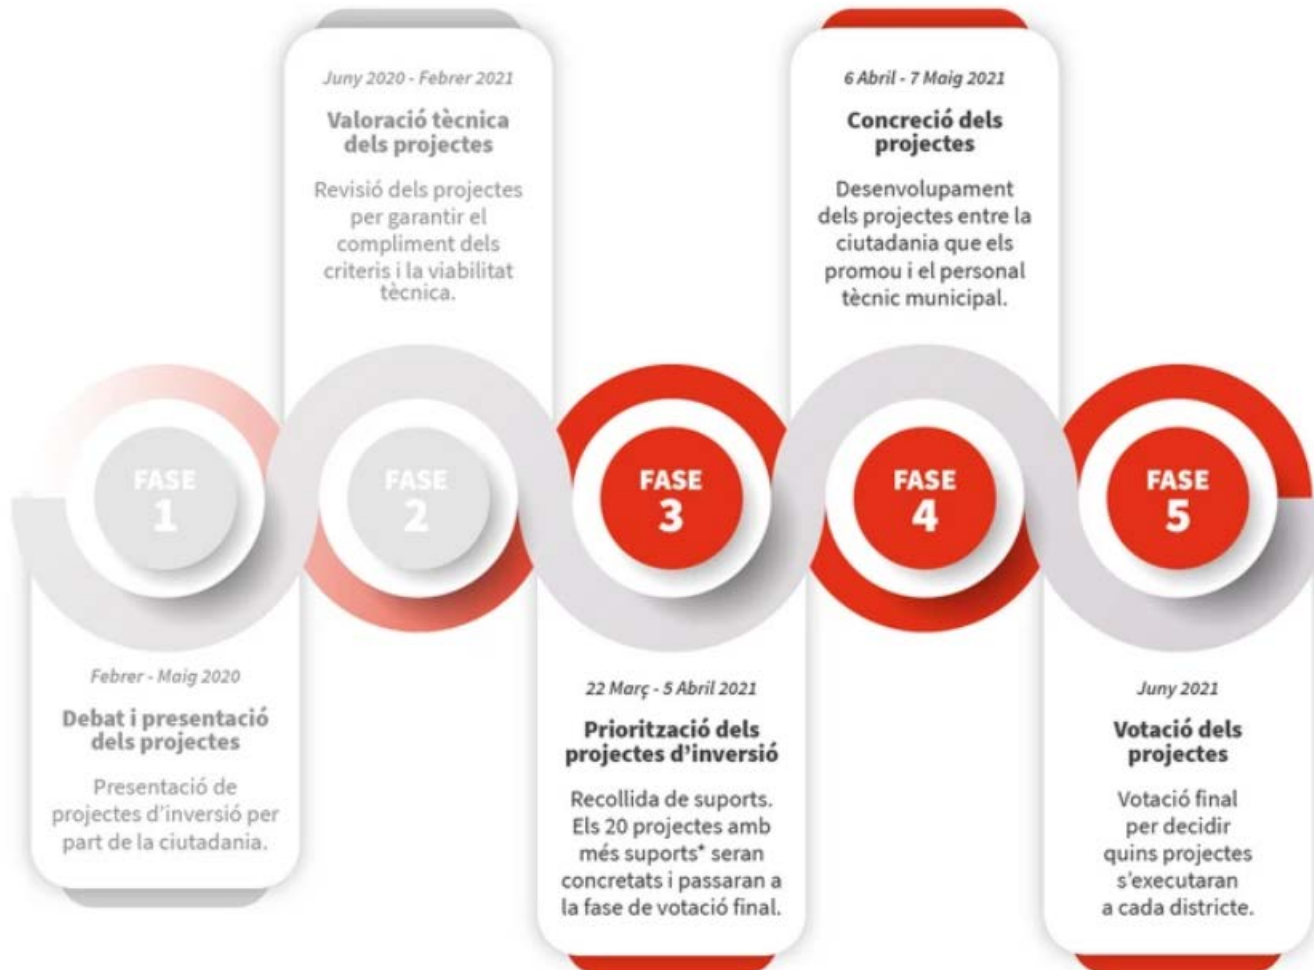 FASE
1
Febrer - Maig 2020
Debat i presentació
dels projectes
Presentació de
projectes d'inversió per
part de la ciutadania.
Juny 2020 - Febrer 2021
Valoració tècnica
dels projectes
Revisió dels projectes
per garantir el
compliment dels
criteris i la viabilitat
tècnica.
FASE
2
FASE
3
22 Març - 5 Abril 2021
Priorització dels
projectes d'inversió
Recollida de suports.
Els 20 projectes amb
més suports* seran
concretats i passaran a
la fase de votació final.
6 Abril - 7 Maig 2021
Concreció dels
projectes
Desenvolupament
dels projectes entre la
ciutadania que els
promou i el personal
tècnic municipal.
FASE
4
FASE
5
Juny 2021
Votació dels
projectes
Votació final
per decidir
quins projectes
s'executaran
a cada districte.